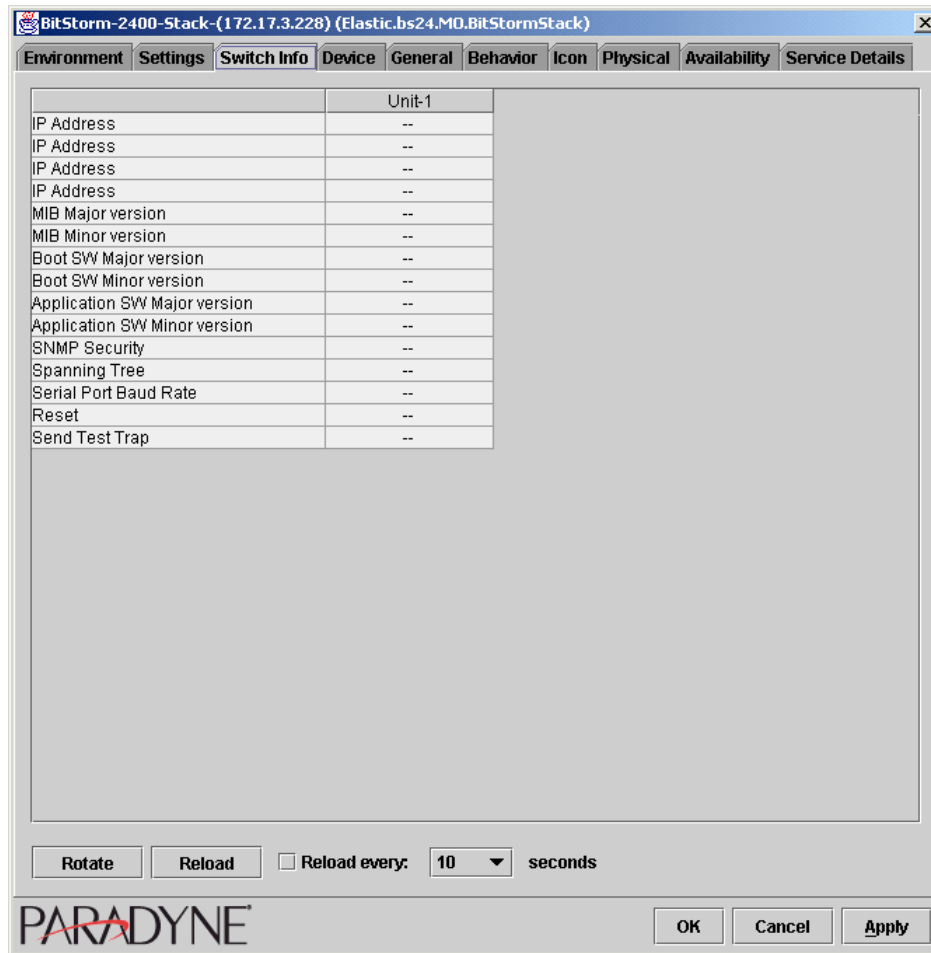 BitStorm-2400-Stack-(172.17.3.228) (Elastic.bs24.MO.BitStormStack)
Environment Settings Switch Info Device General Behavior Icon Physical Availability Service Details
Unit-1
IP Address --
IP Address --
IP Address --
IP Address --
MIB Major version --
MIB Minor version --
Boot SW Major version --
Boot SW Minor version --
Application SW Major version --
Application SW Minor version --
SNMP Security --
Spanning Tree --
Serial Port Baud Rate --
Reset --
Send Test Trap --
Rotate Reload Reload every: 10 seconds
PARADYNE OK Cancel Apply